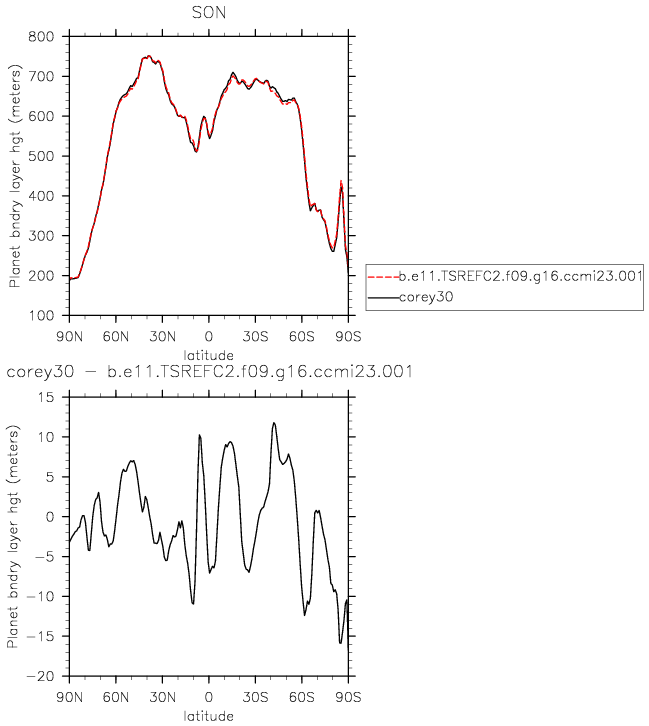 SON
Planet bndry layer hgt (meters)
800
700
600
500
400
300
200
100
90N 60N 30N 0 30S 60S 90S
latitude
b.e11.TSREFC2.f09.g16.ccmi23.001
corey30
corey30 − b.e11.TSREFC2.f09.g16.ccmi23.001
Planet bndry layer hgt (meters)
15
10
5
0
−5
−10
−15
−20
90N 60N 30N 0 30S 60S 90S
latitude